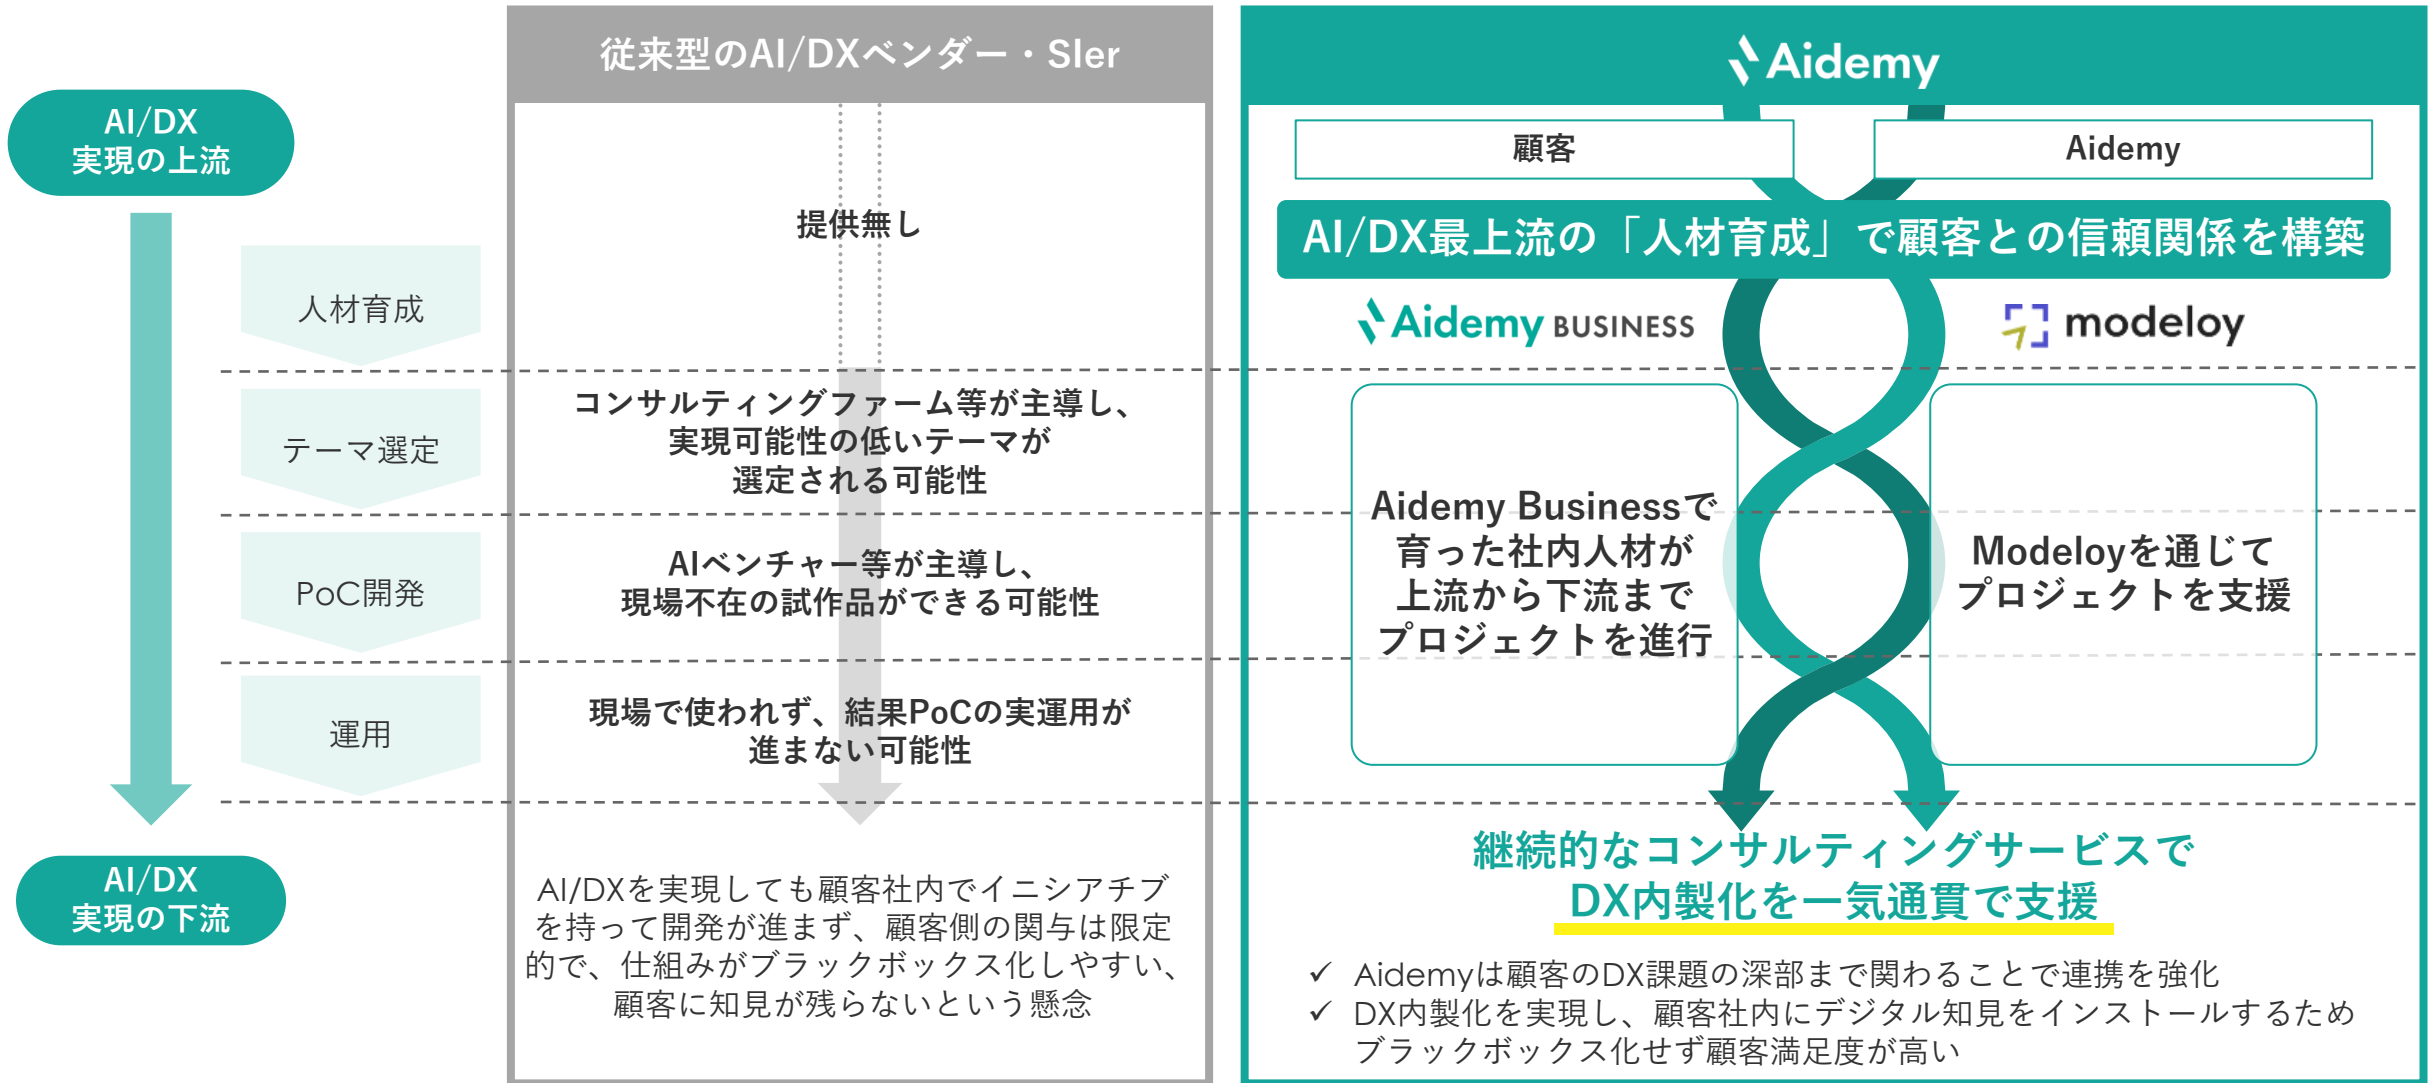 従来型のAI/DXベンダー・SIer
Aidemy
AI/DX
実現の上流
顧客
Aidemy
提供無し
AI/DX最上流の「人材育成」で顧客との信頼関係を構築
人材育成
Aidemy BUSINESS
modeloy
テーマ選定
コンサルティングファーム等が主導し、
実現可能性の低いテーマが
選定される可能性
PoC開発
AIベンチャー等が主導し、
現場不在の試作品ができる可能性
Aidemy Businessで
育った社内人材が
上流から下流まで
プロジェクトを進行
Modeloyを通じて
プロジェクトを支援
運用
現場で使われず、結果PoCの実運用が
進まない可能性
AI/DX
実現の下流
AI/DXを実現しても顧客社内でイニシアチブ
を持って開発が進まず、顧客側の関与は限定
的で、仕組みがブラックボックス化しやすい、
顧客に知見が残らないという懸念
継続的なコンサルティングサービスで
DX内製化を一気通貫で支援
✓ Aidemyは顧客のDX課題の深部まで関わることで連携を強化
✓ DX内製化を実現し、顧客社内にデジタル知見をインストールするため
ブラックボックス化せず顧客満足度が高い